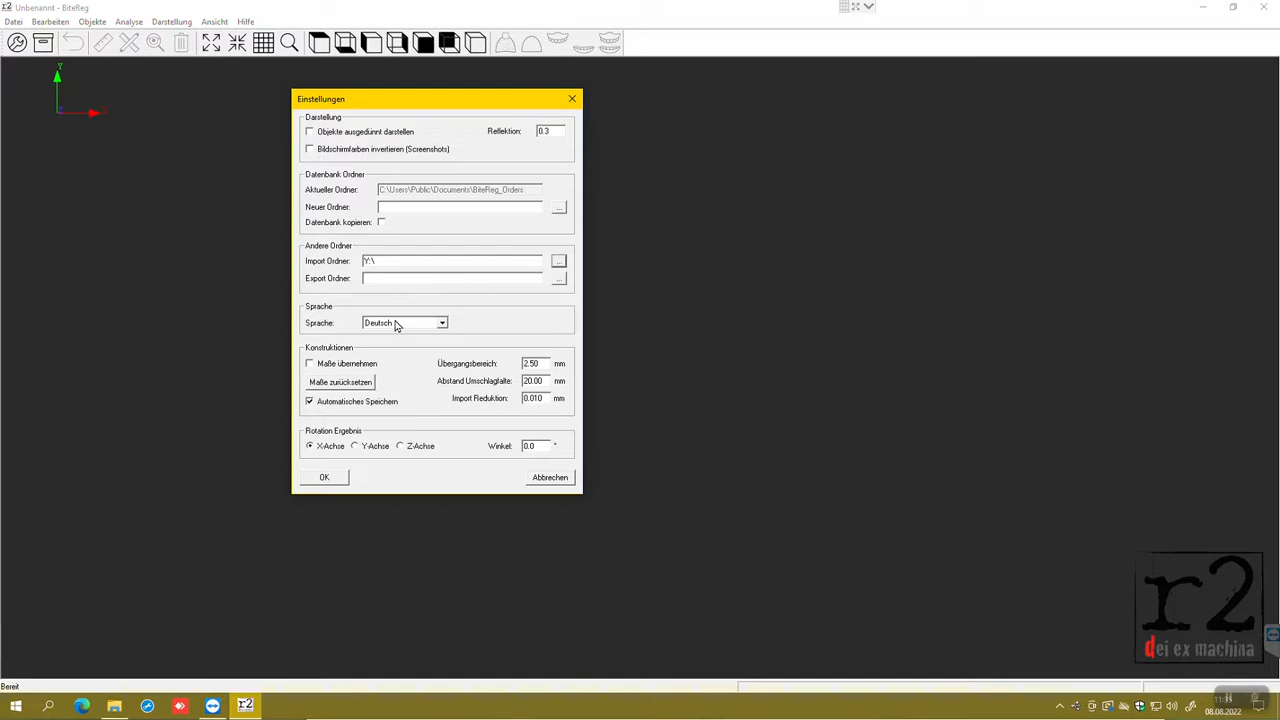 r2 Unbenannt - BiteReg
Datei Bearbeiten Objekte Analyse Darstellung Ansicht Hilfe
Y
X
Einstellungen
Darstellung
Objekte ausgedünnt darstellen Reflektion: 0.3
Bildschirmfarben invertieren (Screenshots)
Datenbank Ordner
Aktueller Ordner: C:\Users\Public\Documents\BiteReg_Orders
Neuer Ordner: ...
Datenbank kopieren:
Andere Ordner
Import Ordner: Y:\ ...
Export Ordner: ...
Sprache
Sprache: Deutsch
Konstruktionen
Maße übernehmen Übergangsbereich: 2.50 mm
Maße zurücksetzen Abstand Umschlagfalte: 20.00 mm
Automatisches Speichern Import Reduktion: 0.010 mm
Rotation Ergebnis
X-Achse Y-Achse Z-Achse Winkel: 0.0 °
OK Abbrechen
r2
dei ex machina
Bereit
r2
08.08.2022